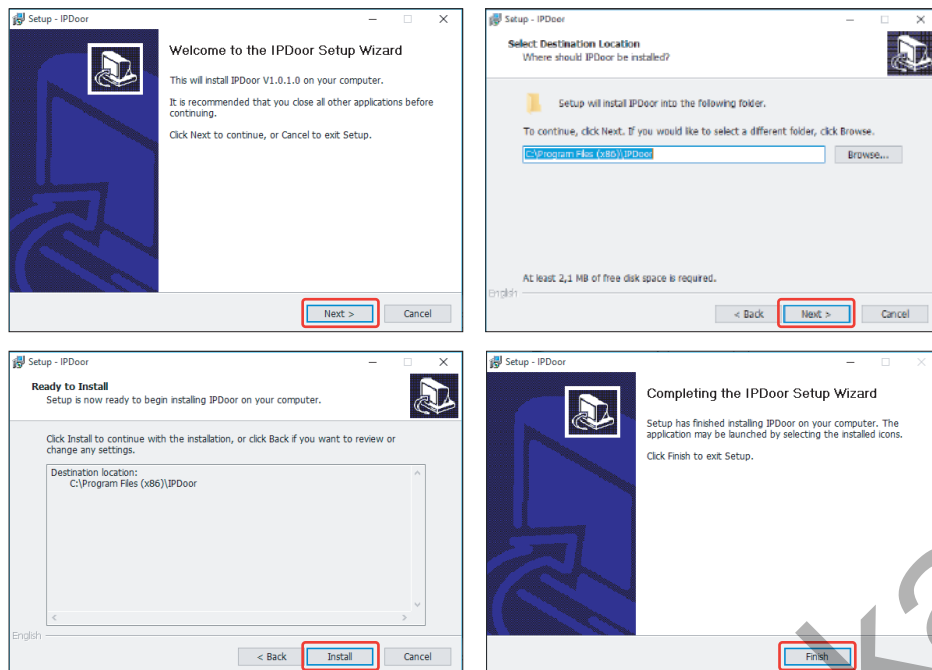 Setup - IPDoor
Welcome to the IPDoor Setup Wizard
This will install IPDoor V1.0.1.0 on your computer.
It is recommended that you close all other applications before
continuing.
Click Next to continue, or Cancel to exit Setup.
Next >
Cancel
Setup - IPDoor
Select Destination Location
Where should IPDoor be installed?
Setup will install IPDoor into the following folder.
To continue, click Next. If you would like to select a different folder, click Browse.
C:\Program Files (x86)\IPDoor
Browse...
At least 2,1 MB of free disk space is required.
English
< Back
Next >
Cancel
Setup - IPDoor
Ready to Install
Setup is now ready to begin installing IPDoor on your computer.
Click Install to continue with the installation, or click Back if you want to review or
change any settings.
Destination location:
C:\Program Files (x86)\IPDoor
English
< Back
Install
Cancel
Setup - IPDoor
Completing the IPDoor Setup Wizard
Setup has finished installing IPDoor on your computer. The
application may be launched by selecting the installed icons.
Click Finish to exit Setup.
Finish